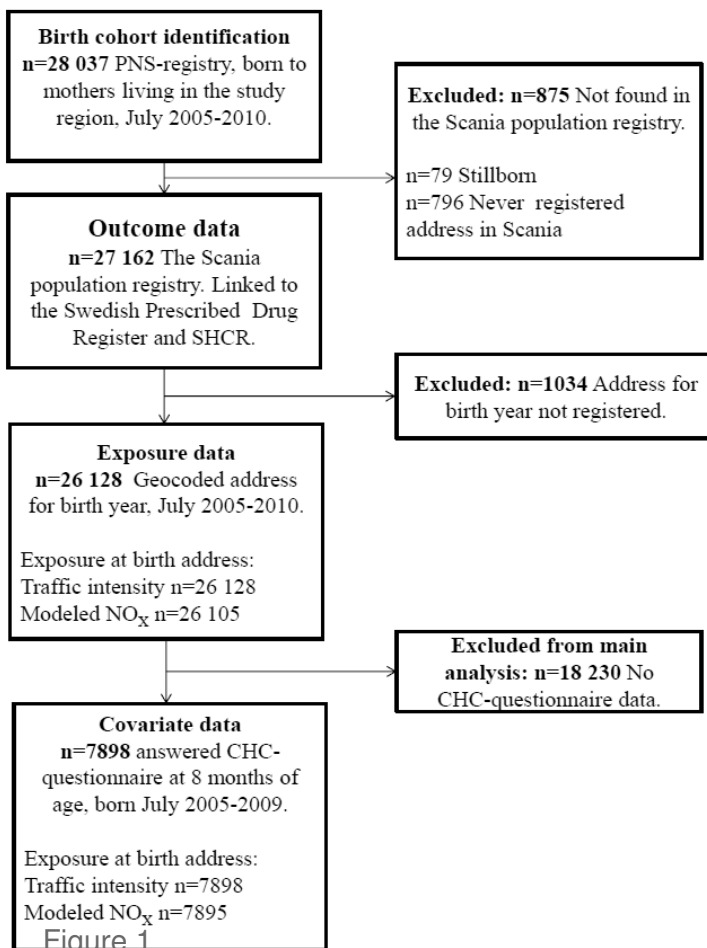 Birth cohort identification
n=28 037 PNS-registry, born to
mothers living in the study
region, July 2005-2010.
Excluded: n=875 Not found in
the Scania population registry.
n=79 Stillborn
n=796 Never registered
address in Scania
Outcome data
n=27 162 The Scania
population registry. Linked to
the Swedish Prescribed Drug
Register and SHCR.
Excluded: n=1034 Address for
birth year not registered.
Exposure data
n=26 128 Geocoded address
for birth year, July 2005-2010.
Exposure at birth address:
Traffic intensity n=26 128
Modeled NOX n=26 105
Excluded from main
analysis: n=18 230 No
CHC-questionnaire data.
Covariate data
n=7898 answered CHC-
questionnaire at 8 months of
age, born July 2005-2009.
Exposure at birth address:
Traffic intensity n=7898
Modeled NOX n=7895
Figure 1